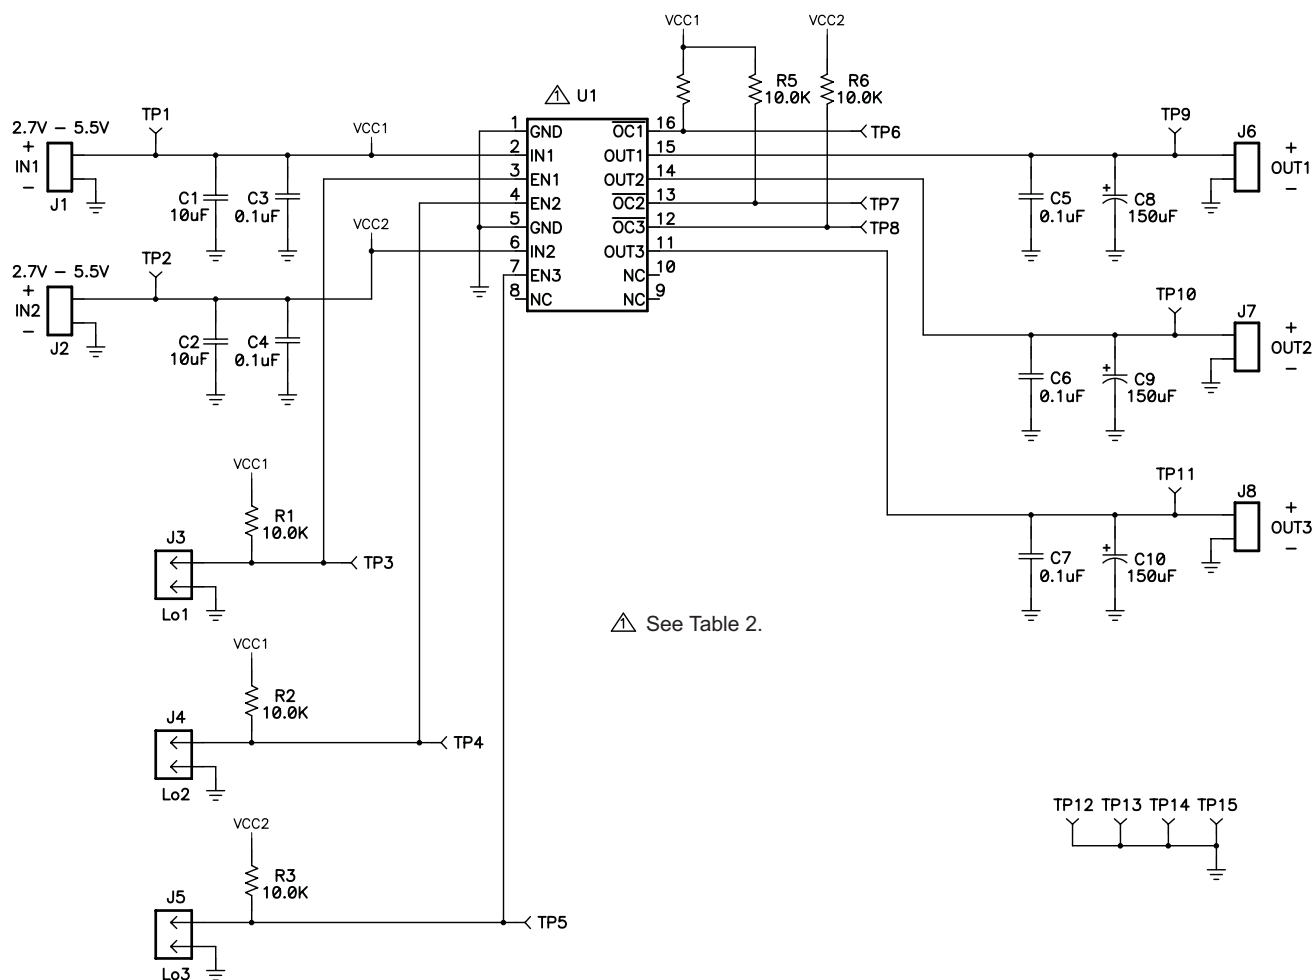 VCC1
VCC2
R5
10.0K
R6
10.0K
1 U1
2.7V – 5.5V
+
IN1
–
J1
TP1
VCC1
C1
10uF
C3
0.1uF
2.7V – 5.5V
+
IN2
–
J2
TP2
VCC2
C2
10uF
C4
0.1uF
1 GND
2 IN1
3 EN1
4 EN2
5 GND
6 IN2
7 EN3
8 NC
OC1 16
OUT1 15
OUT2 14
OC2 13
OC3 12
OUT3 11
NC 10
NC 9
TP6
TP7
TP8
TP9
J6
+
OUT1
–
C5
0.1uF
+
C8
150uF
TP10
J7
+
OUT2
–
C6
0.1uF
+
C9
150uF
TP11
J8
+
OUT3
–
C7
0.1uF
+
C10
150uF
VCC1
R1
10.0K
J3
Lo1
TP3
1 See Table 2.
VCC1
R2
10.0K
J4
Lo2
TP4
VCC2
R3
10.0K
J5
Lo3
TP5
TP12 TP13 TP14 TP15